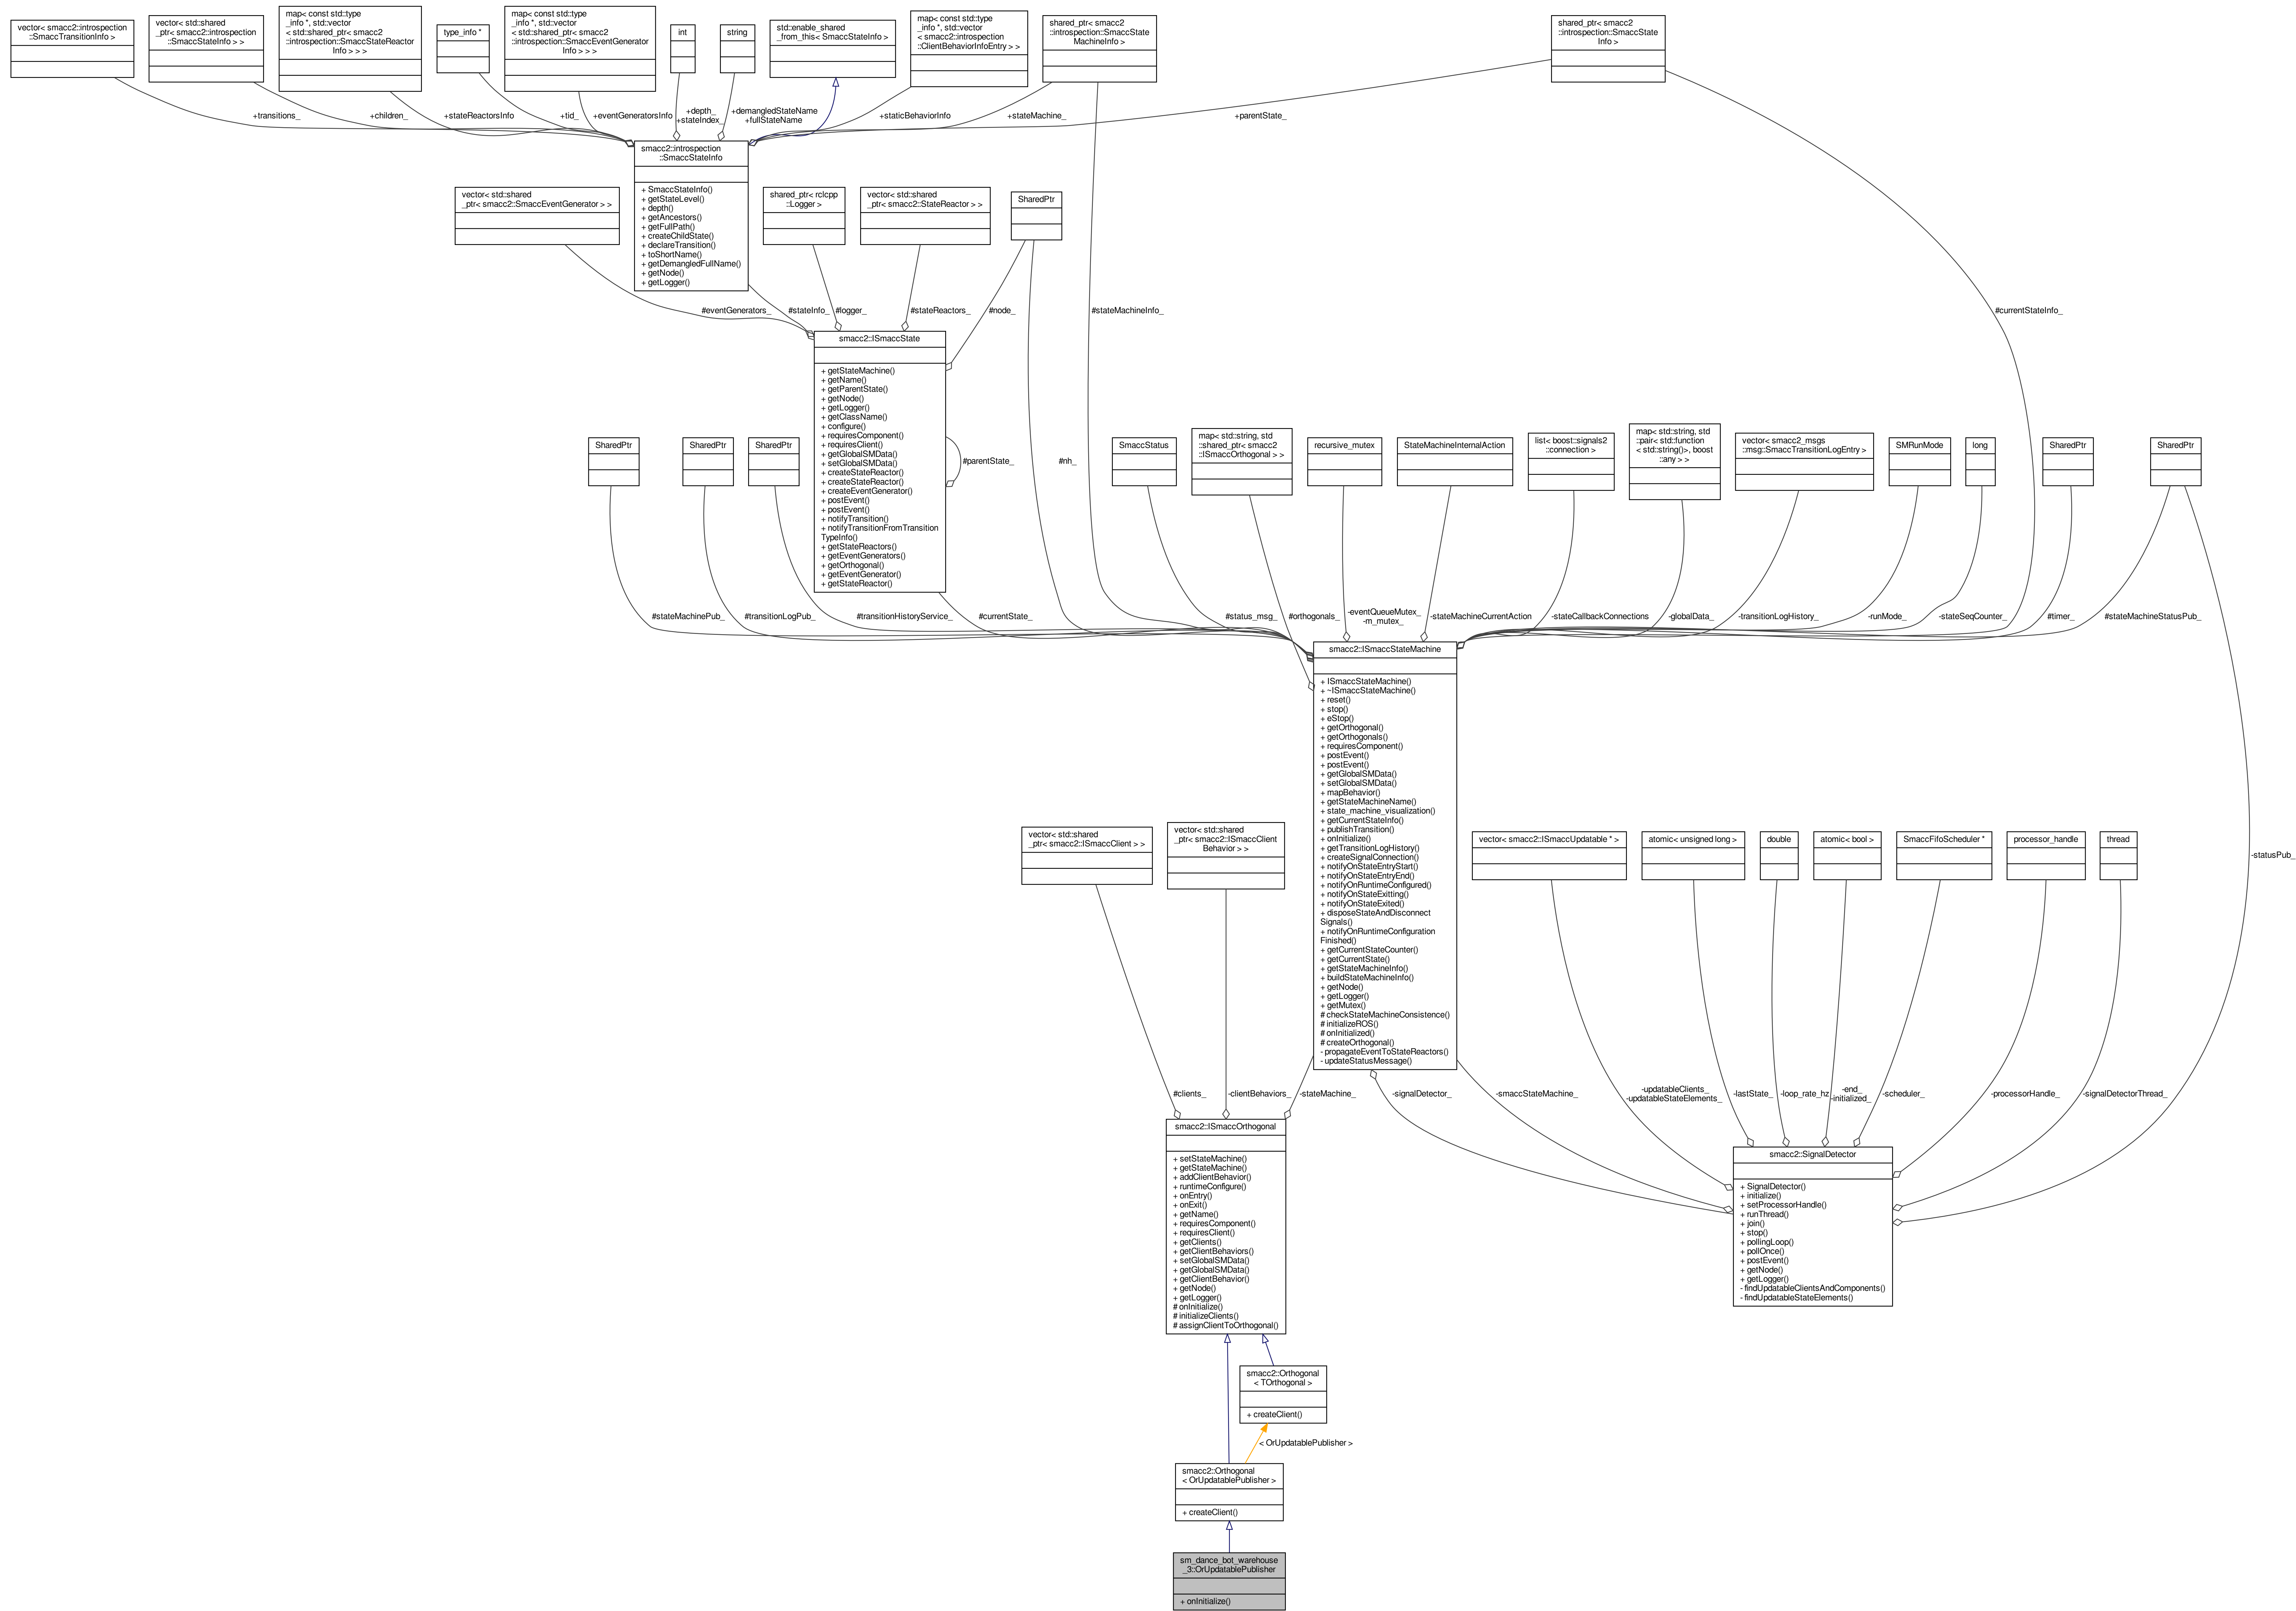 vector< smacc2::introspection
::SmaccTransitionInfo >
vector< std::shared
_ptr< smacc2::introspection
::SmaccStateInfo > >
map< const std::type
_info *, std::vector
< std::shared_ptr< smacc2
::introspection::SmaccStateReactor
Info > > >
type_info *
map< const std::type
_info *, std::vector
< std::shared_ptr< smacc2
::introspection::SmaccEventGenerator
Info > > >
int
string
std::enable_shared
_from_this< SmaccStateInfo >
map< const std::type
_info *, std::vector
< smacc2::introspection
::ClientBehaviorInfoEntry > >
shared_ptr< smacc2
::introspection::SmaccState
MachineInfo >
shared_ptr< smacc2
::introspection::SmaccState
Info >
+transitions_
+children_
+stateReactorsInfo
+tid_
+eventGeneratorsInfo
+depth_
+stateIndex_
+demangledStateName
+fullStateName
+staticBehaviorInfo
+stateMachine_
+parentState_
smacc2::introspection
::SmaccStateInfo
+ SmaccStateInfo()
+ getStateLevel()
+ depth()
+ getAncestors()
+ getFullPath()
+ createChildState()
+ declareTransition()
+ toShortName()
+ getDemangledFullName()
+ getNode()
+ getLogger()
vector< std::shared
_ptr< smacc2::SmaccEventGenerator > >
shared_ptr< rclcpp
::Logger >
vector< std::shared
_ptr< smacc2::StateReactor > >
SharedPtr
#eventGenerators_
#stateInfo_
#logger_
#stateReactors_
#node_
#stateMachineInfo_
#currentStateInfo_
smacc2::ISmaccState
+ getStateMachine()
+ getName()
+ getParentState()
+ getNode()
+ getLogger()
+ getClassName()
+ configure()
+ requiresComponent()
+ requiresClient()
+ getGlobalSMData()
+ setGlobalSMData()
+ createStateReactor()
+ createStateReactor()
+ createEventGenerator()
+ postEvent()
+ postEvent()
+ notifyTransition()
+ notifyTransitionFromTransition
TypeInfo()
+ getStateReactors()
+ getEventGenerators()
+ getOrthogonal()
+ getEventGenerator()
+ getStateReactor()
#parentState_
#nh_
SharedPtr
SharedPtr
SharedPtr
SmaccStatus
map< std::string, std
::shared_ptr< smacc2
::ISmaccOrthogonal > >
recursive_mutex
StateMachineInternalAction
list< boost::signals2
::connection >
map< std::string, std
::pair< std::function
< std::string()>, boost
::any > >
vector< smacc2_msgs
::msg::SmaccTransitionLogEntry >
SMRunMode
long
SharedPtr
SharedPtr
#stateMachinePub_
#transitionLogPub_
#transitionHistoryService_
#currentState_
#status_msg_
#orthogonals_
-eventQueueMutex_
-m_mutex_
-stateMachineCurrentAction
-stateCallbackConnections
-globalData_
-transitionLogHistory_
-runMode_
-stateSeqCounter_
#timer_
#stateMachineStatusPub_
smacc2::ISmaccStateMachine
+ ISmaccStateMachine()
+ ~ISmaccStateMachine()
+ reset()
+ stop()
+ eStop()
+ getOrthogonal()
+ getOrthogonals()
+ requiresComponent()
+ postEvent()
+ postEvent()
+ getGlobalSMData()
+ setGlobalSMData()
+ mapBehavior()
+ getStateMachineName()
+ state_machine_visualization()
+ getCurrentStateInfo()
+ publishTransition()
+ onInitialize()
+ getTransitionLogHistory()
+ createSignalConnection()
+ notifyOnStateEntryStart()
+ notifyOnStateEntryEnd()
+ notifyOnRuntimeConfigured()
+ notifyOnStateExitting()
+ notifyOnStateExited()
+ disposeStateAndDisconnect
Signals()
+ notifyOnRuntimeConfiguration
Finished()
+ getCurrentStateCounter()
+ getCurrentState()
+ getStateMachineInfo()
+ buildStateMachineInfo()
+ getNode()
+ getLogger()
+ getMutex()
# checkStateMachineConsistence()
# initializeROS()
# onInitialized()
# createOrthogonal()
- propagateEventToStateReactors()
- updateStatusMessage()
vector< std::shared
_ptr< smacc2::ISmaccClient > >
vector< std::shared
_ptr< smacc2::ISmaccClient
Behavior > >
vector< smacc2::ISmaccUpdatable * >
atomic< unsigned long >
double
atomic< bool >
SmaccFifoScheduler *
processor_handle
thread
-statusPub_
#clients_
-clientBehaviors_
-stateMachine_
-signalDetector_
-smaccStateMachine_
-updatableClients_
-updatableStateElements_
-lastState_
-loop_rate_hz
-end_
-initialized_
-scheduler_
-processorHandle_
-signalDetectorThread_
smacc2::ISmaccOrthogonal
+ setStateMachine()
+ getStateMachine()
+ addClientBehavior()
+ runtimeConfigure()
+ onEntry()
+ onExit()
+ getName()
+ requiresComponent()
+ requiresClient()
+ getClients()
+ getClientBehaviors()
+ setGlobalSMData()
+ getGlobalSMData()
+ getClientBehavior()
+ getNode()
+ getLogger()
# onInitialize()
# initializeClients()
# assignClientToOrthogonal()
smacc2::SignalDetector
+ SignalDetector()
+ initialize()
+ setProcessorHandle()
+ runThread()
+ join()
+ stop()
+ pollingLoop()
+ pollOnce()
+ postEvent()
+ getNode()
+ getLogger()
- findUpdatableClientsAndComponents()
- findUpdatableStateElements()
smacc2::Orthogonal
< TOrthogonal >
+ createClient()
< OrUpdatablePublisher >
smacc2::Orthogonal
< OrUpdatablePublisher >
+ createClient()
sm_dance_bot_warehouse
_3::OrUpdatablePublisher
+ onInitialize()